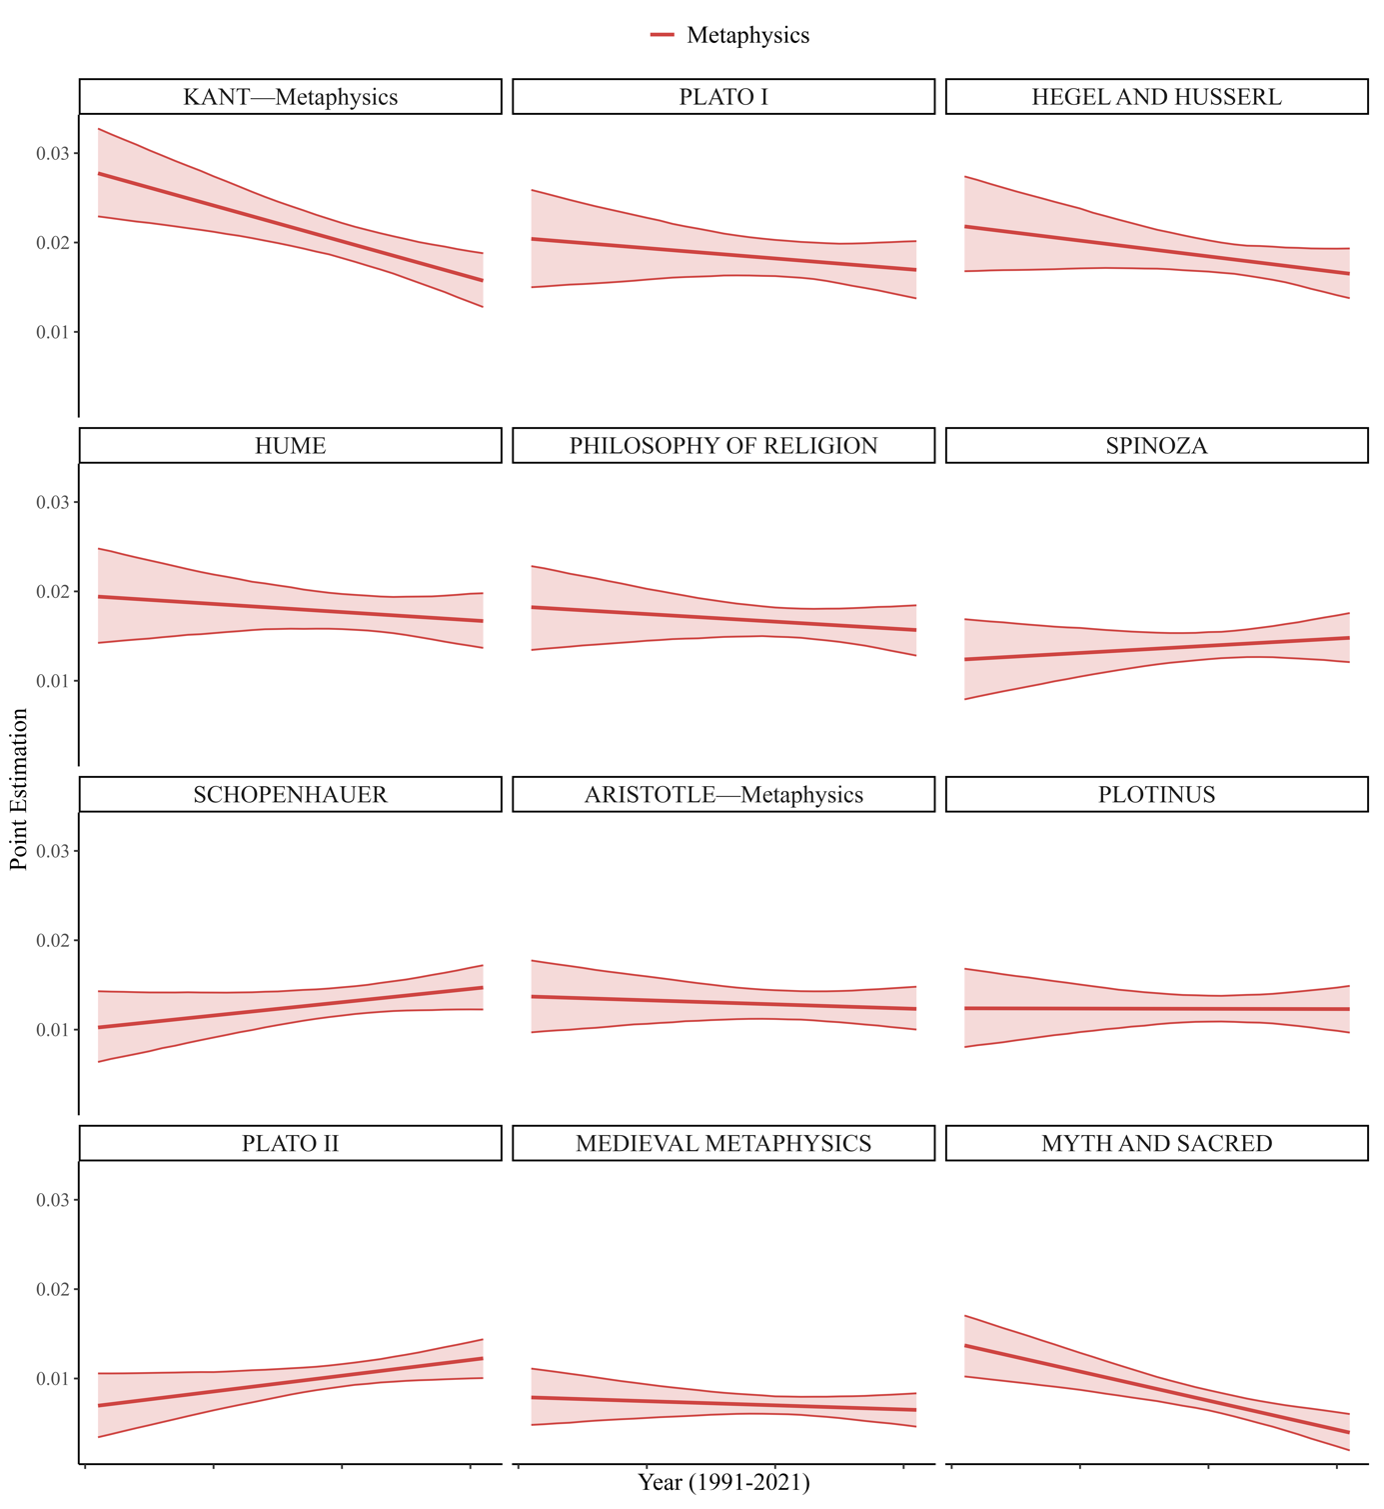 Metaphysics
KANT—Metaphysics
PLATO I
HEGEL AND HUSSERL
0.03
0.02
0.01
HUME
PHILOSOPHY OF RELIGION
SPINOZA
0.03
0.02
0.01
Point Estimation
SCHOPENHAUER
ARISTOTLE—Metaphysics
PLOTINUS
0.03
0.02
0.01
PLATO II
MEDIEVAL METAPHYSICS
MYTH AND SACRED
0.03
0.02
0.01
Year (1991-2021)